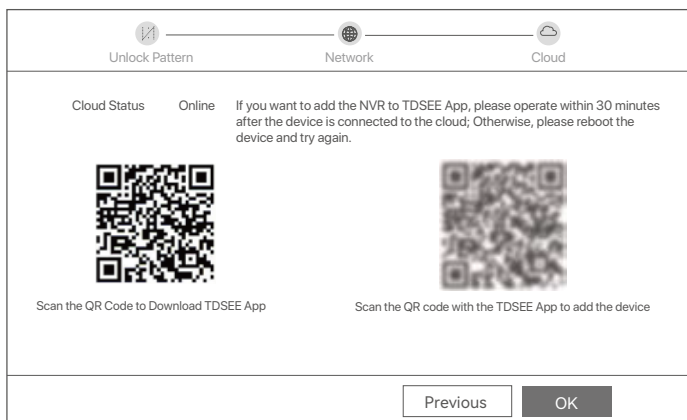 Unlock Pattern
Network
Cloud
Cloud Status
Online
If you want to add the NVR to TDSEE App, please operate within 30 minutes
after the device is connected to the cloud; Otherwise, please reboot the
device and try again.
Scan the QR Code to Download TDSEE App
Scan the QR code with the TDSEE App to add the device
Previous
OK